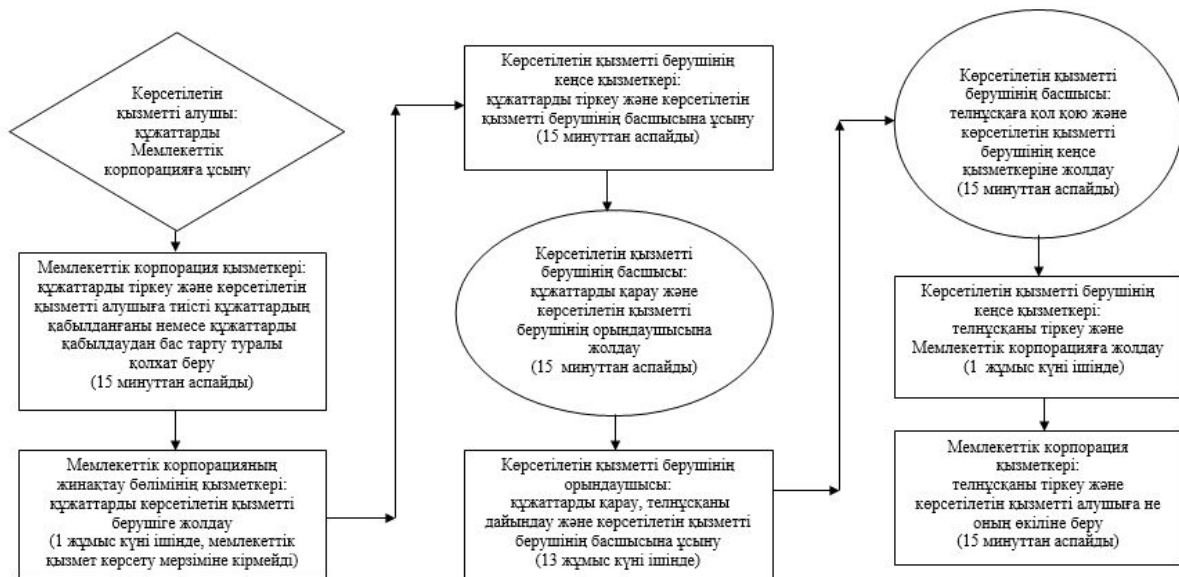 Көрсетілетін
қызметті алушы:
құжаттарды
Мемлекеттік
корпорацияға ұсыну
Мемлекеттік корпорация қызметкері:
құжаттарды тіркеу және көрсетілетін
қызметті алушыға тиісті құжаттардың
қабылданғаны немесе құжаттарды
қабылдаудан бас тарту туралы
қолхат беру
(15 минуттан аспайды)
Мемлекеттік корпорацияның
жинақтау бөлімінің қызметкері:
құжаттарды көрсетілетін қызметті
берушіге жолдау
(1 жұмыс күні ішінде, мемлекеттік
қызмет көрсету мерзіміне кірмейді)
Көрсетілетін қызметті берушінің
кеңсе қызметкері:
құжаттарды тіркеу және көрсетілетін
қызметті берушінің басшысына ұсыну
(15 минуттан аспайды)
Көрсетілетін қызметті
берушінің басшысы:
құжаттарды қарау және
көрсетілетін қызметті
берушінің орындаушысына
жолдау
(15 минуттан аспайды)
Көрсетілетін қызметті берушінің
орындаушысы:
құжаттарды қарау, телнұсқаны
дайындау және көрсетілетін қызметті
берушінің басшысына ұсыну
(13 жұмыс күні ішінде)
Көрсетілетін қызметті
берушінің басшысы:
телнұсқаға қол қою және
көрсетілетін қызметті
берушінің кеңсе
қызметкеріне жолдау
(15 минуттан аспайды)
Көрсетілетін қызметті берушінің
кеңсе қызметкері:
телнұсқаны тіркеу және
Мемлекеттік корпорацияға жолдау
(1 жұмыс күні ішінде)
Мемлекеттік корпорация
қызметкері:
телнұсқаны тіркеу және
көрсетілетін қызметті алушыға не
оның өкіліне беру
(15 минуттан аспайды)